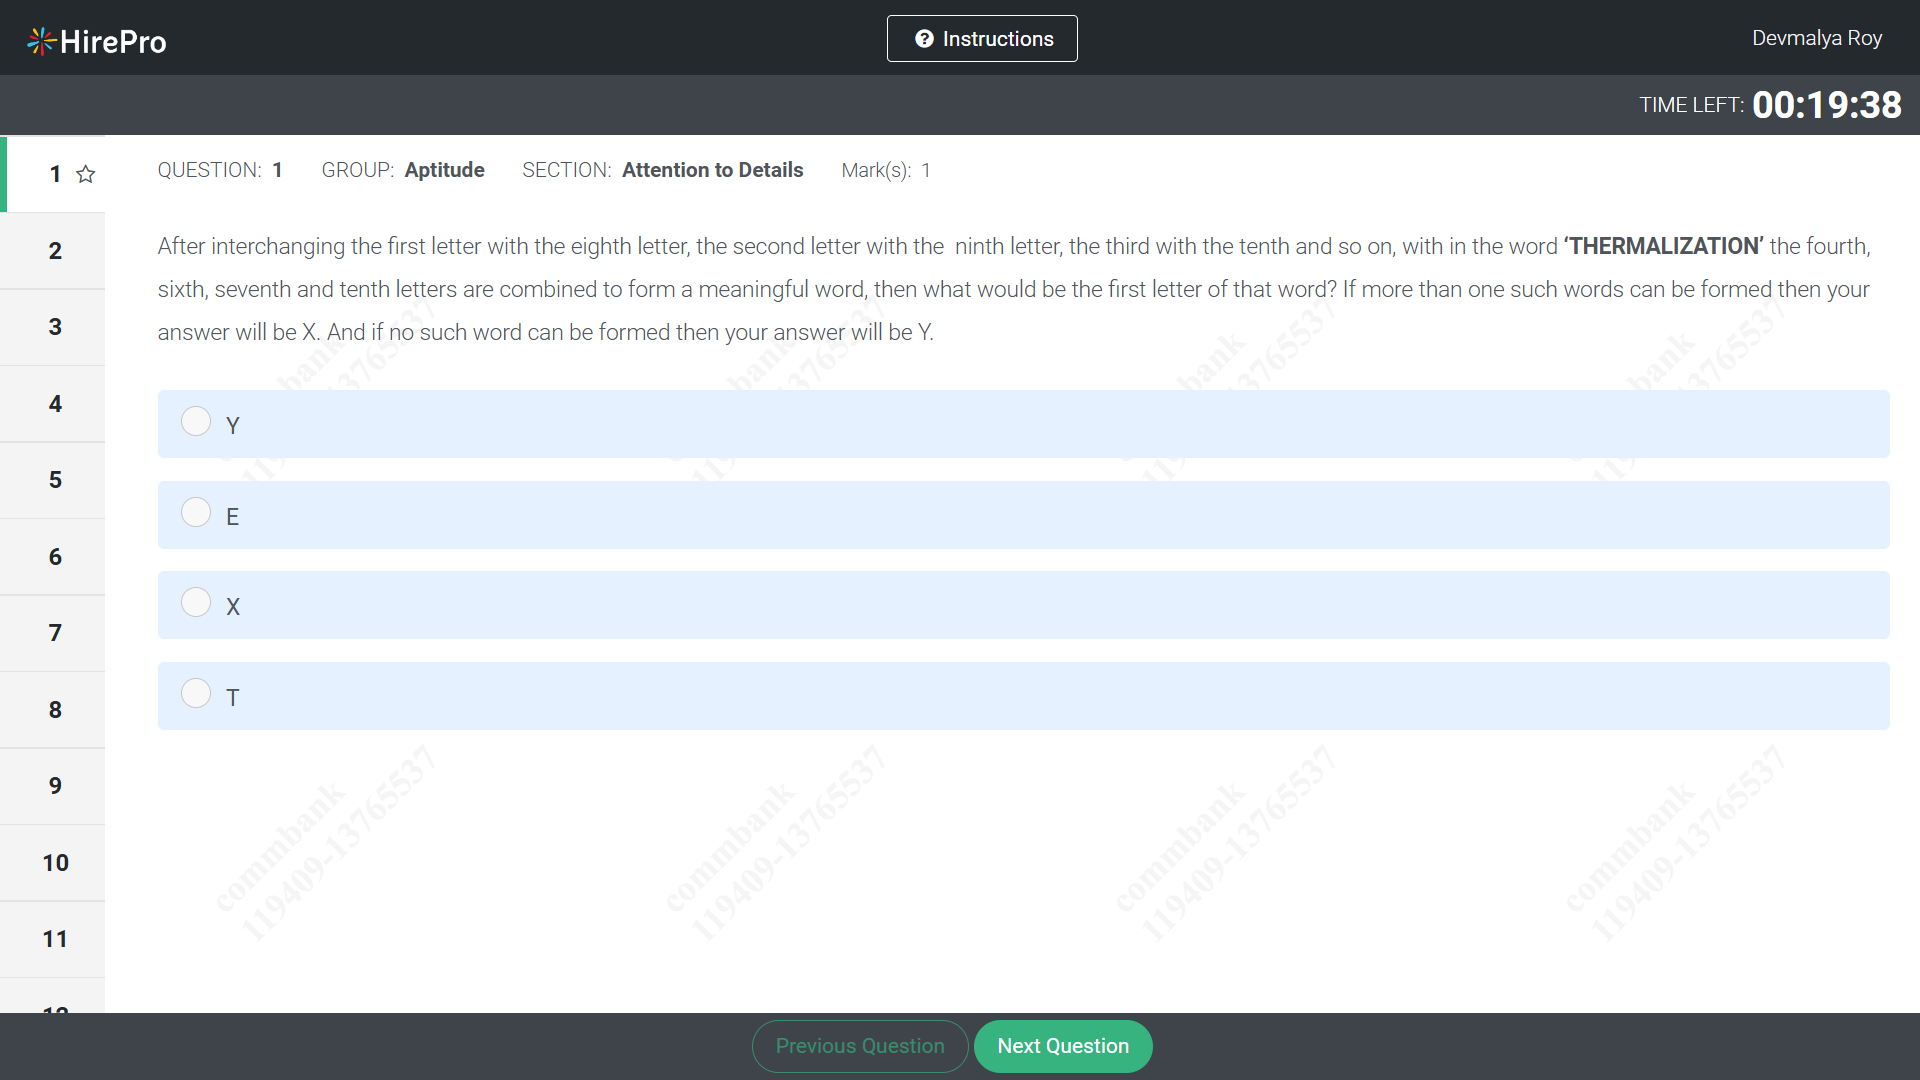 HirePro
Instructions
Devmalya Roy
TIME LEFT: 00:19:38
1
QUESTION: 1 GROUP: Aptitude SECTION: Attention to Details Mark(s): 1
2
After interchanging the first letter with the eighth letter, the second letter with the ninth letter, the third with the tenth and so on, with in the word ‘THERMALIZATION’ the fourth,
sixth, seventh and tenth letters are combined to form a meaningful word, then what would be the first letter of that word? If more than one such words can be formed then your
answer will be X. And if no such word can be formed then your answer will be Y.
3
4
Y
5
E
6
X
7
T
8
9
10
11
12
commbank
119409-13765537
commbank
119409-13765537
commbank
119409-13765537
commbank
119409-13765537
Previous Question
Next Question